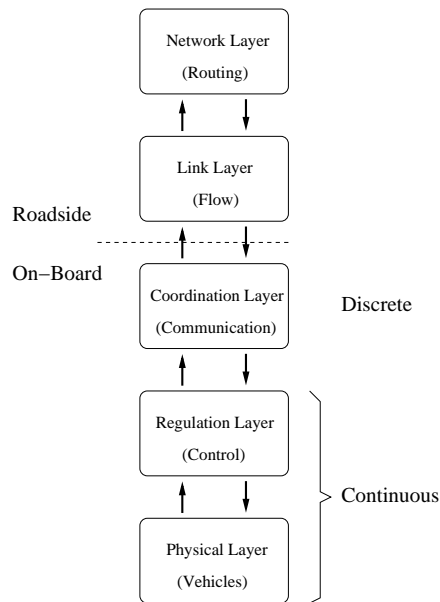 Network Layer
(Routing)
Link Layer
(Flow)
Roadside
On−Board
Coordination Layer
(Communication)
Discrete
Regulation Layer
(Control)
Continuous
Physical Layer
(Vehicles)